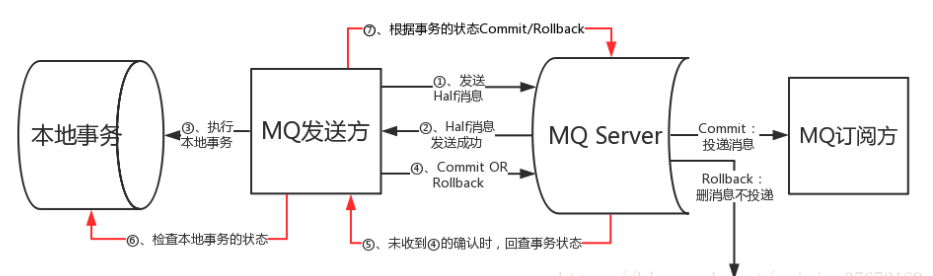 ⑦、根据事务的状态Commit/Rollback
①、发送
Half消息
本地事务
③、执行
本地事务
MQ发送方
②、Half消息
发送成功
MQ Server
Commit：
投递消息
MQ订阅方
④、Commit OR
Rollback
Rollback：
删消息不投递
⑥、检查本地事务的状态
⑤、未收到④的确认时，回查事务状态